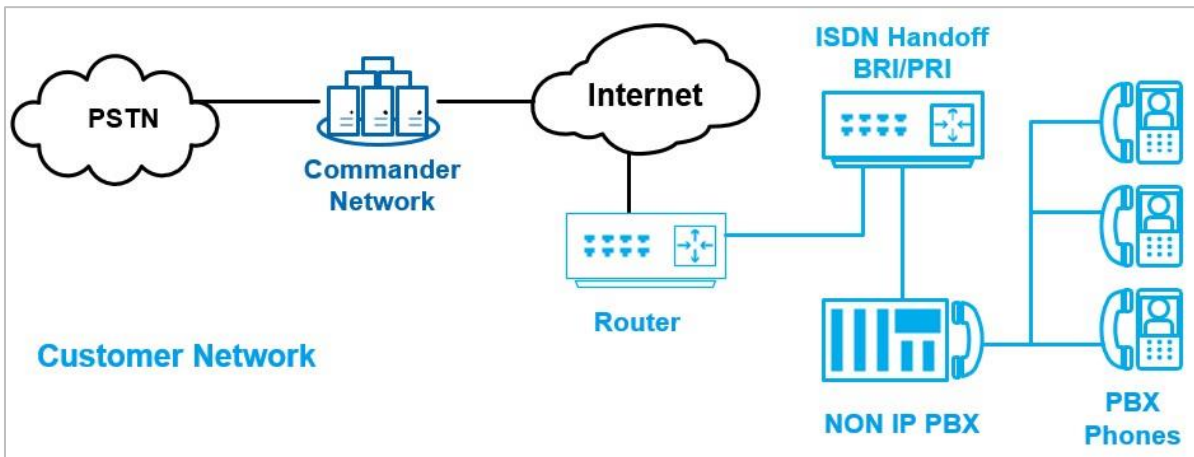 PSTN
Commander
Network
Internet
ISDN Handoff
BRI/PRI
Router
Customer Network
NON IP PBX
PBX
Phones